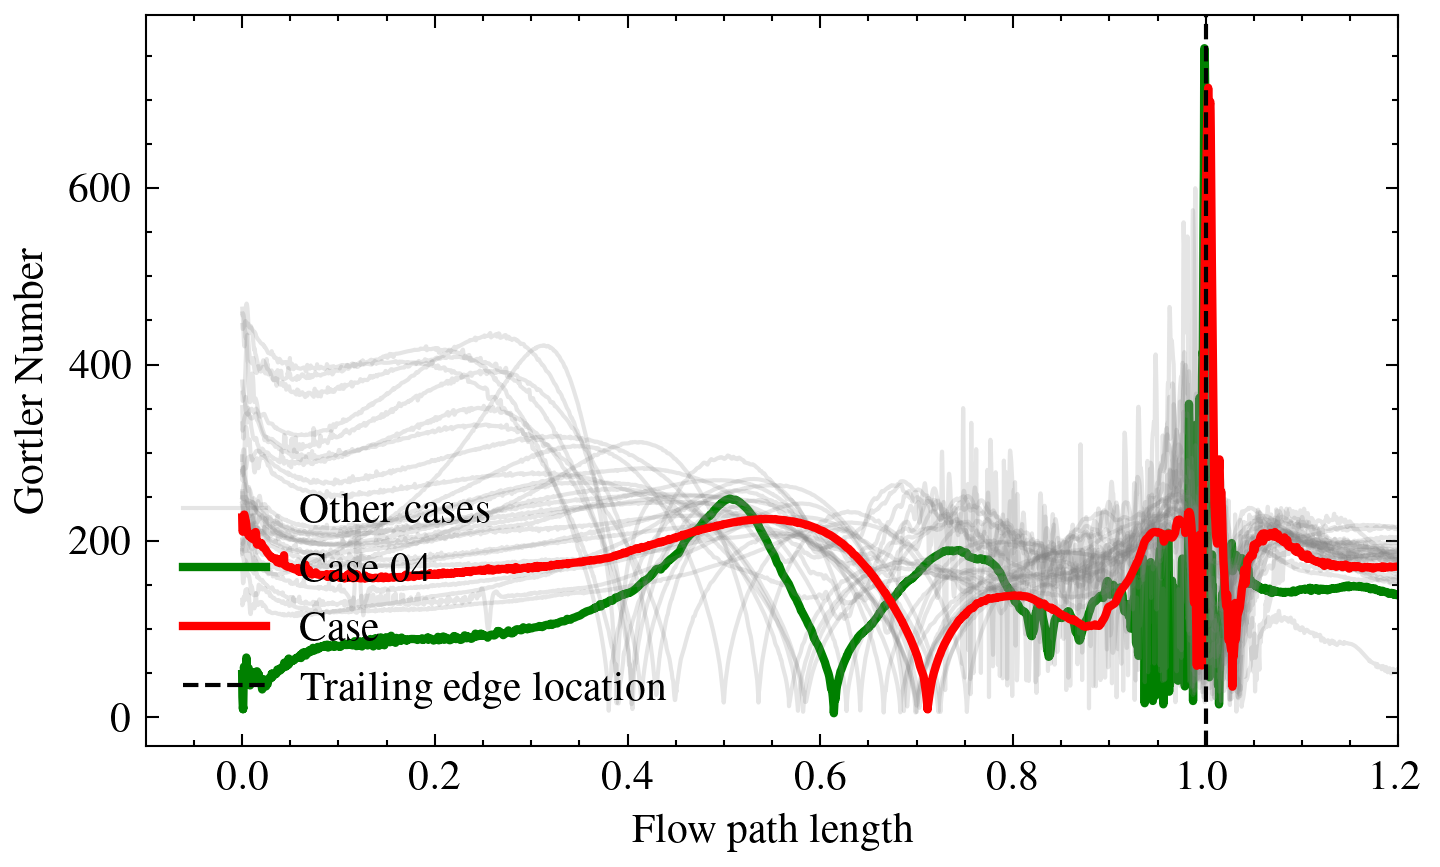 Gortler Number
600
400
200
0
Other cases
Case 04
Case
Trailing edge location
0.0 0.2 0.4 0.6 0.8 1.0 1.2
Flow path length